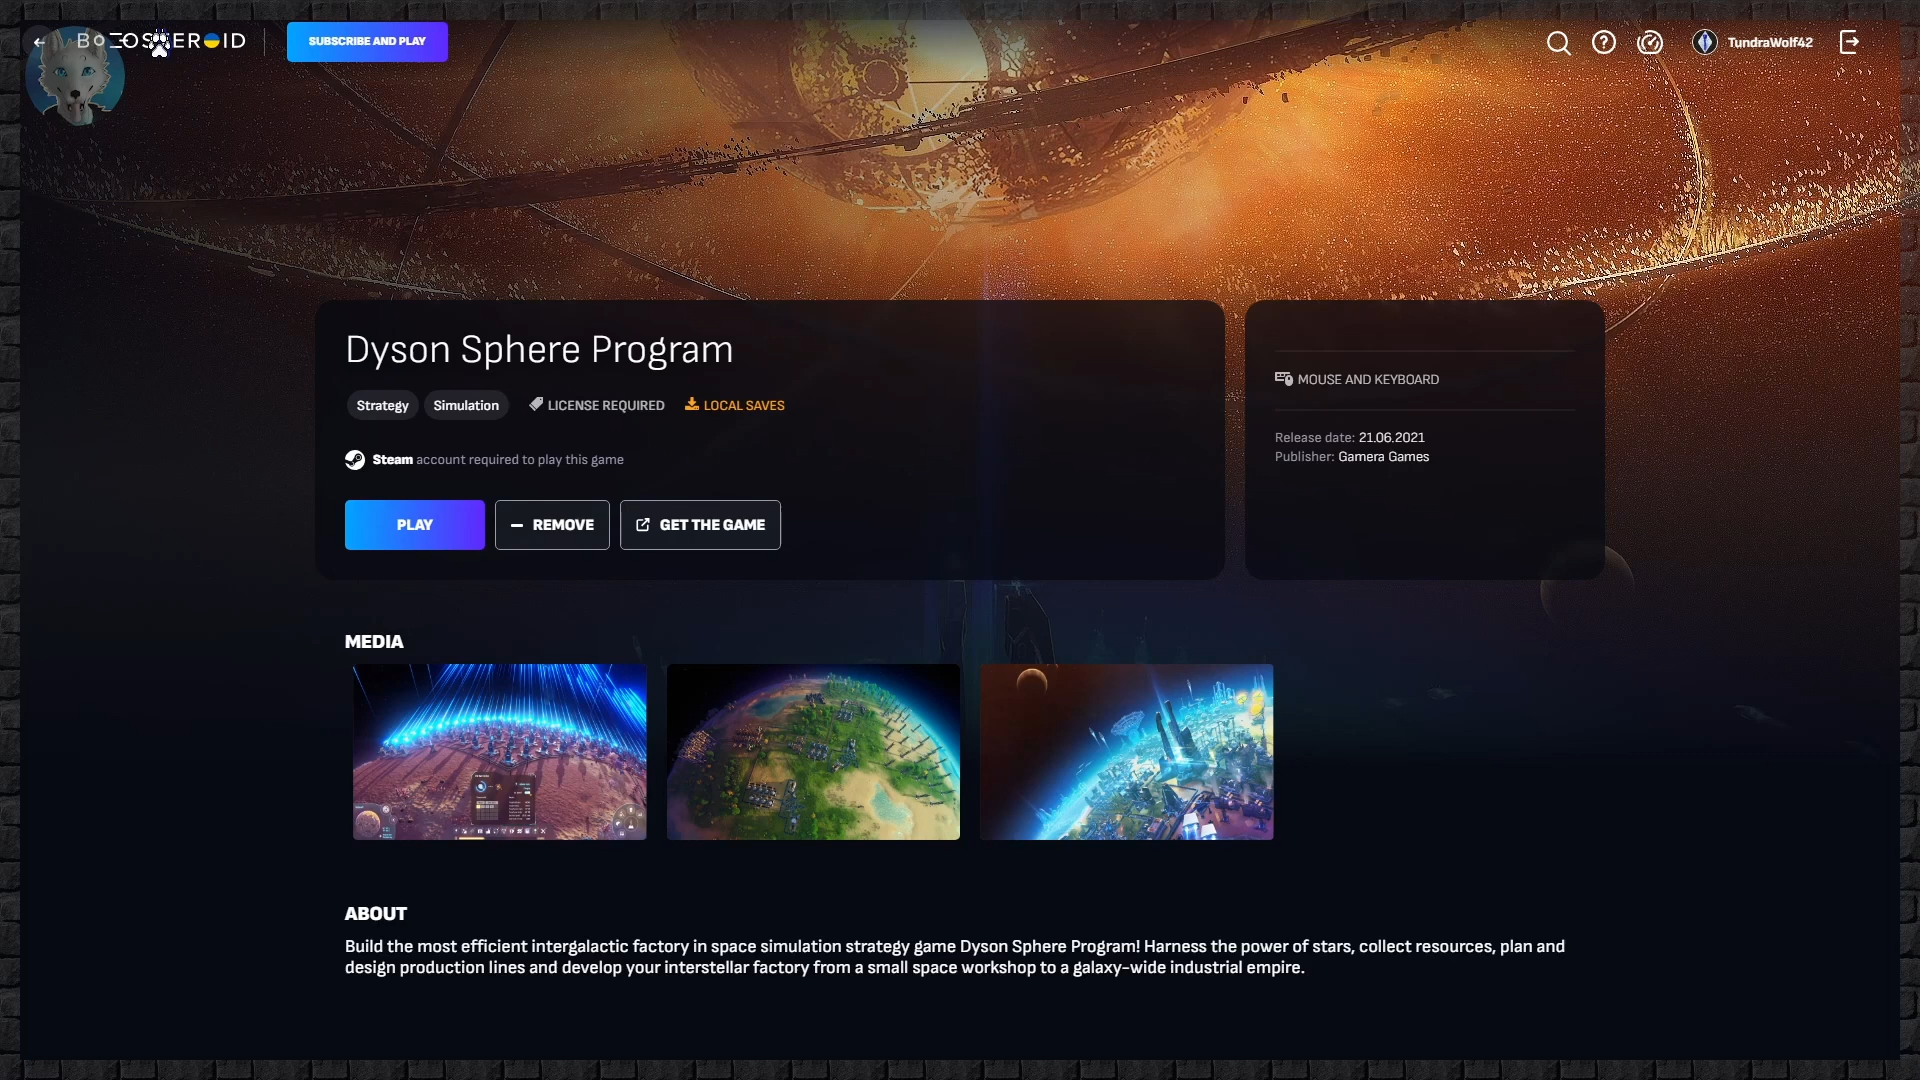 SUBSCRIBE AND PLAY
TundraWolf42
Dyson Sphere Program
Strategy
Simulation
LICENSE REQUIRED
LOCAL SAVES
Steam account required to play this game
PLAY
REMOVE
GET THE GAME
MOUSE AND KEYBOARD
Release date: 21.06.2021
Publisher: Gamera Games
MEDIA
ABOUT
Build the most efficient intergalactic factory in space simulation strategy game Dyson Sphere Program! Harness the power of stars, collect resources, plan and
design production lines and develop your interstellar factory from a small space workshop to a galaxy-wide industrial empire.